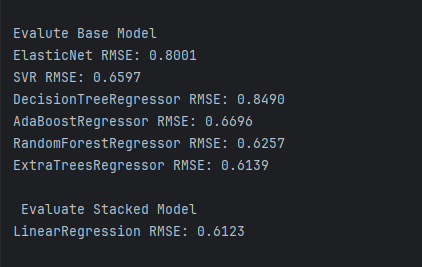 Evalute Base Model
ElasticNet RMSE: 0.8001
SVR RMSE: 0.6597
DecisionTreeRegressor RMSE: 0.8490
AdaBoostRegressor RMSE: 0.6696
RandomForestRegressor RMSE: 0.6257
ExtraTreesRegressor RMSE: 0.6139
Evaluate Stacked Model
LinearRegression RMSE: 0.6123